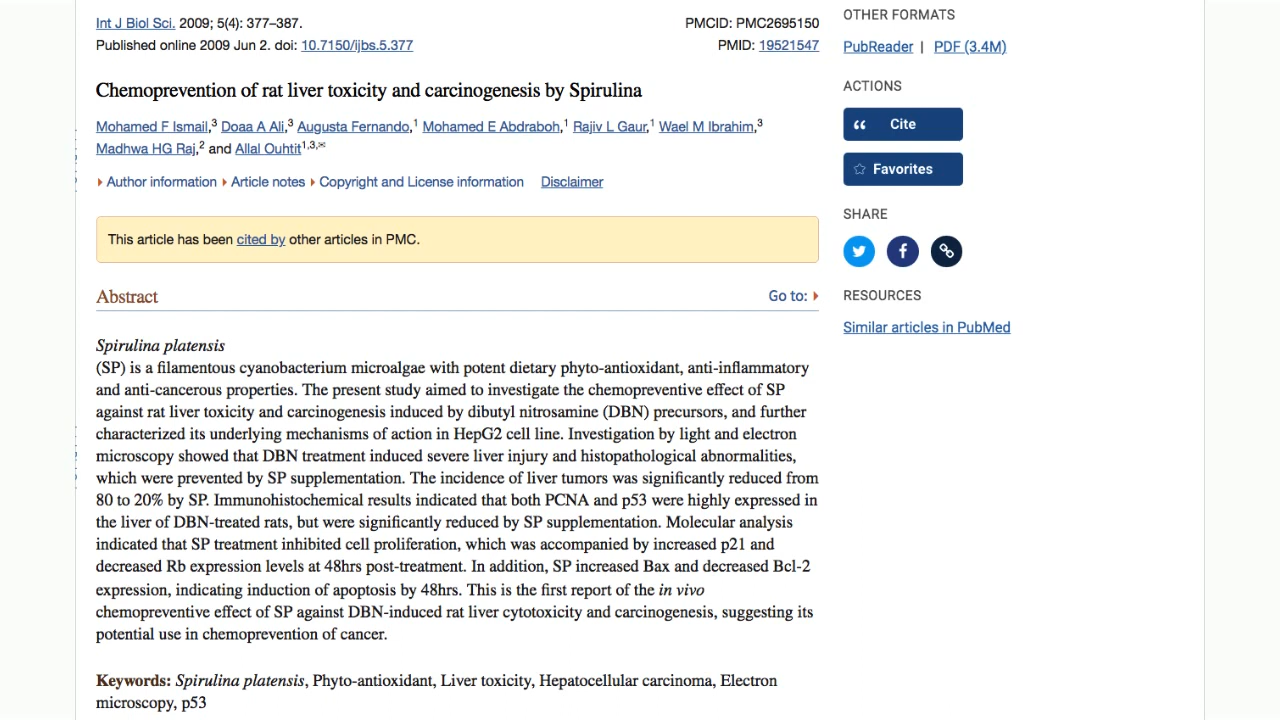 Int J Biol Sci. 2009; 5(4): 377–387.
Published online 2009 Jun 2. doi: 10.7150/ijbs.5.377
PMCID: PMC2695150
PMID: 19521547
Chemoprevention of rat liver toxicity and carcinogenesis by Spirulina
Mohamed F Ismail,3 Doaa A Ali,3 Augusta Fernando,1 Mohamed E Abdraboh,1 Rajiv L Gaur,1 Wael M Ibrahim,3
Madhwa HG Raj,2 and Allal Ouhtit1,3,✉
Author information Article notes Copyright and License information Disclaimer
This article has been cited by other articles in PMC.
Abstract
Go to:
Spirulina platensis
(SP) is a filamentous cyanobacterium microalgae with potent dietary phyto-antioxidant, anti-inflammatory
and anti-cancerous properties. The present study aimed to investigate the chemopreventive effect of SP
against rat liver toxicity and carcinogenesis induced by dibutyl nitrosamine (DBN) precursors, and further
characterized its underlying mechanisms of action in HepG2 cell line. Investigation by light and electron
microscopy showed that DBN treatment induced severe liver injury and histopathological abnormalities,
which were prevented by SP supplementation. The incidence of liver tumors was significantly reduced from
80 to 20% by SP. Immunohistochemical results indicated that both PCNA and p53 were highly expressed in
the liver of DBN-treated rats, but were significantly reduced by SP supplementation. Molecular analysis
indicated that SP treatment inhibited cell proliferation, which was accompanied by increased p21 and
decreased Rb expression levels at 48hrs post-treatment. In addition, SP increased Bax and decreased Bcl-2
expression, indicating induction of apoptosis by 48hrs. This is the first report of the in vivo
chemopreventive effect of SP against DBN-induced rat liver cytotoxicity and carcinogenesis, suggesting its
potential use in chemoprevention of cancer.
Keywords: Spirulina platensis, Phyto-antioxidant, Liver toxicity, Hepatocellular carcinoma, Electron
microscopy, p53
OTHER FORMATS
PubReader | PDF (3.4M)
ACTIONS
Cite
Favorites
SHARE
RESOURCES
Similar articles in PubMed